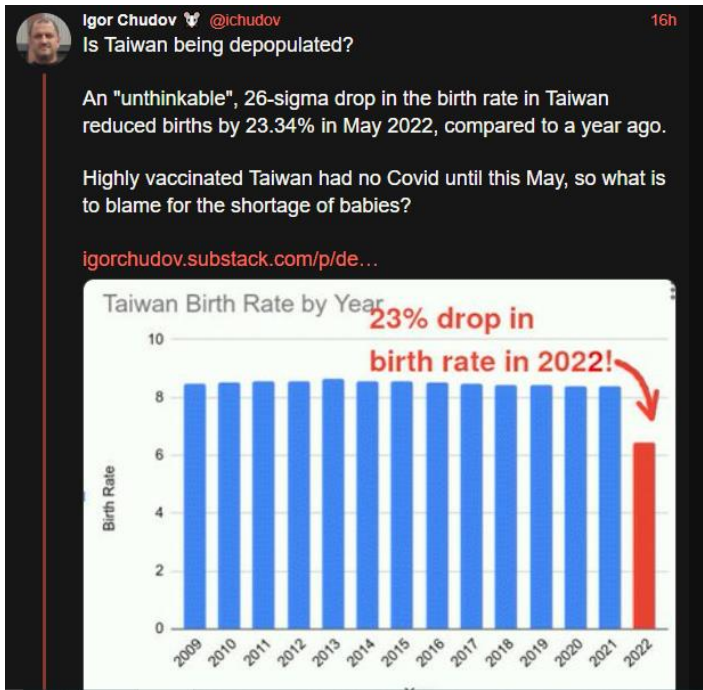 Igor Chudov @ichudov 16h
Is Taiwan being depopulated?
An "unthinkable", 26-sigma drop in the birth rate in Taiwan
reduced births by 23.34% in May 2022, compared to a year ago.
Highly vaccinated Taiwan had no Covid until this May, so what is
to blame for the shortage of babies?
igorchudov.substack.com/p/de…
Taiwan Birth Rate by Year
23% drop in
birth rate in 2022!
10
8
6
4
2
0
Birth Rate
2009 2010 2011 2012 2013 2014 2015 2016 2017 2018 2019 2020 2021 2022